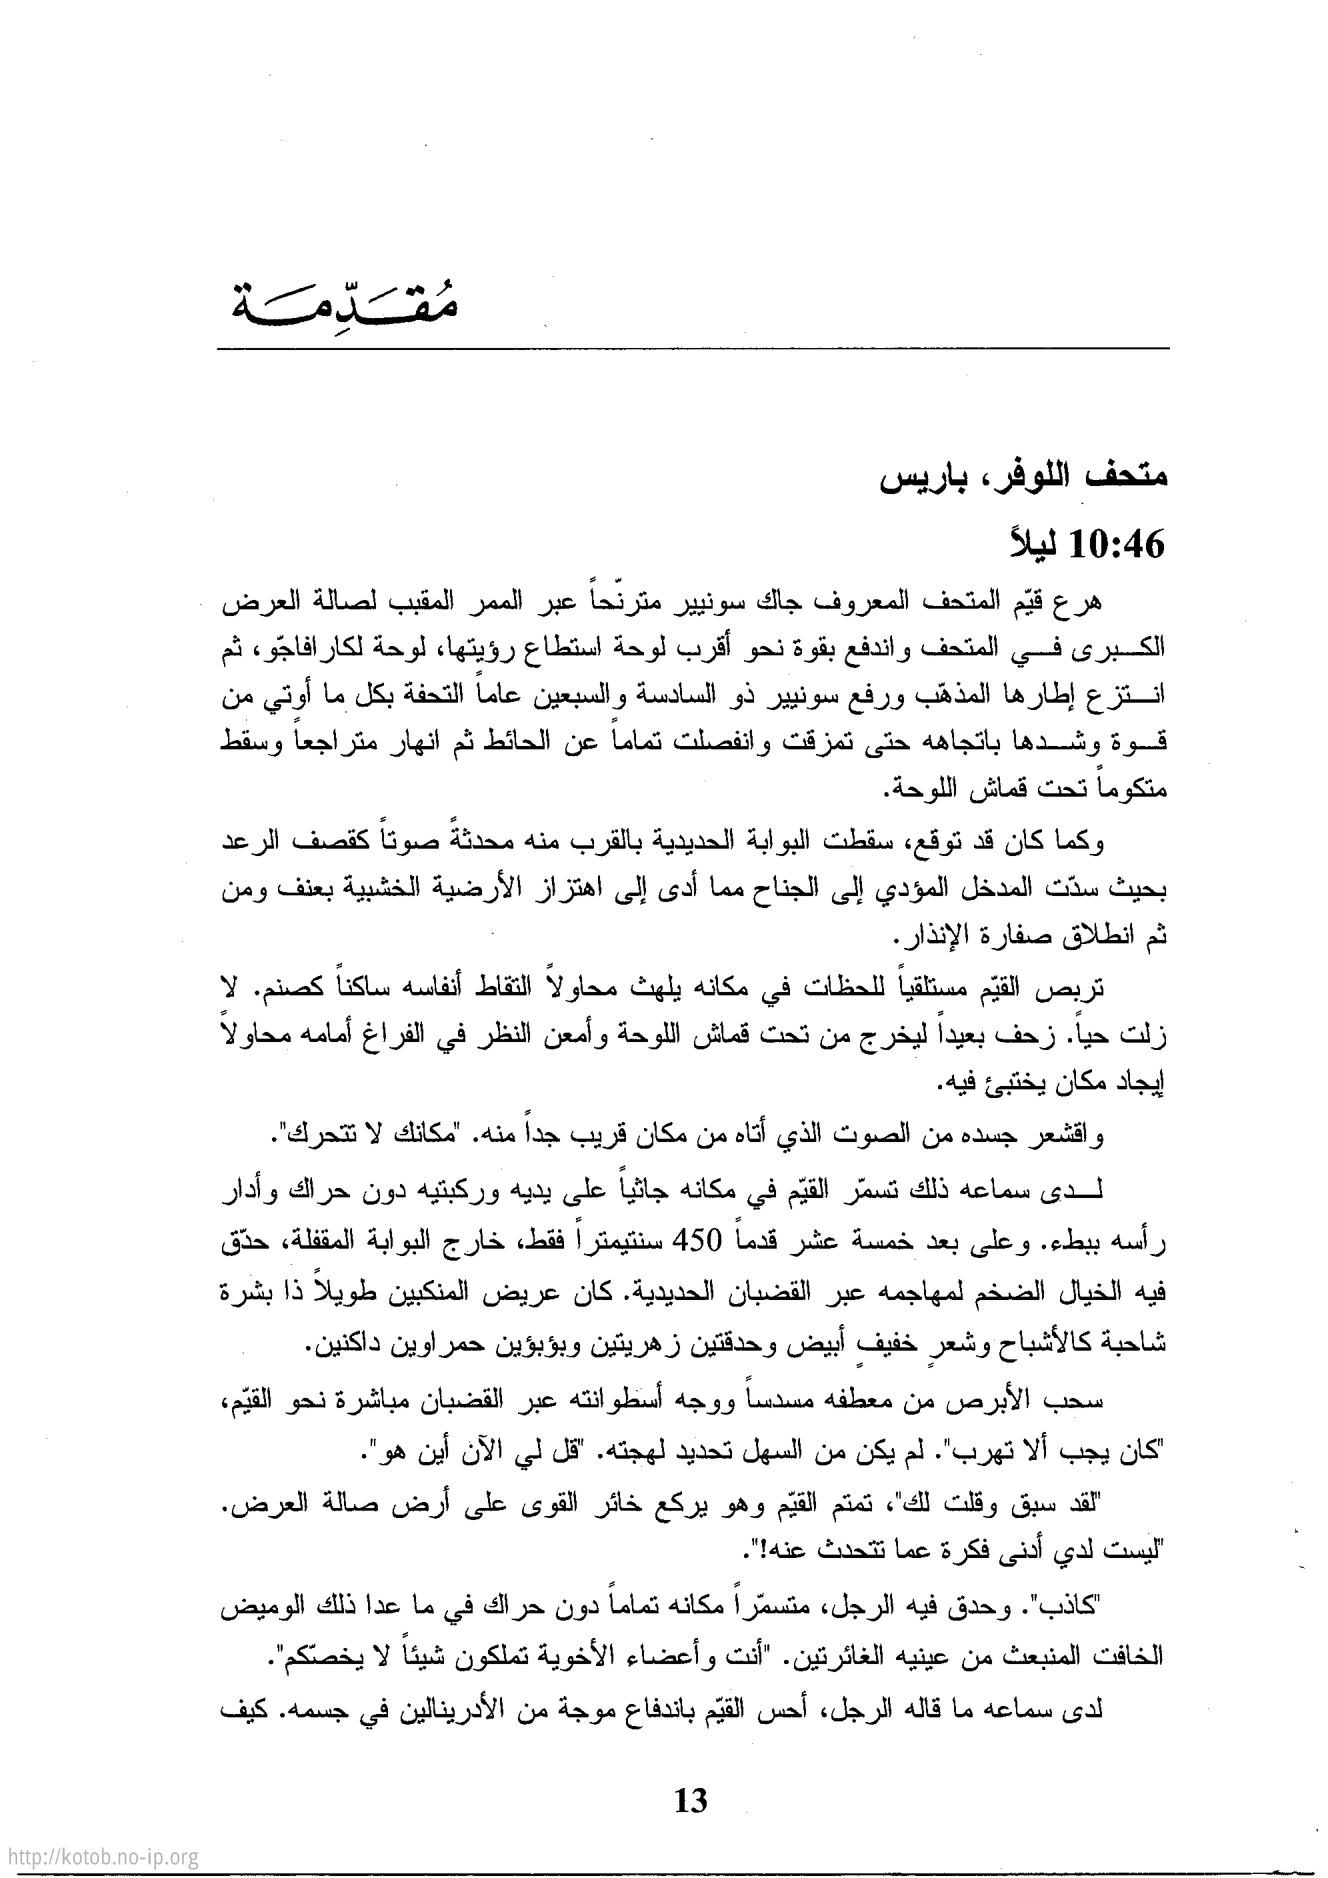 مُقَدِّمَة
متحف اللوفر، باريس
10:46 ليلاً
هرع قيّم المتحف المعروف جاك سونيير مترنّحاً عبر الممر المقبب لصالة العرض
الكبرى في المتحف واندفع بقوة نحو أقرب لوحة استطاع رؤيتها، لوحة لكارافاجّو، ثم
انتزع إطارها المذهّب ورفع سونيير ذو السادسة والسبعين عاماً التحفة بكل ما أوتي من
قوة وشدها باتجاهه حتى تمزقت وانفصلت تماماً عن الحائط ثم انهار متراجعاً وسقط
متكوماً تحت قماش اللوحة.
وكما كان قد توقع، سقطت البوابة الحديدية بالقرب منه محدثةً صوتاً كقصف الرعد
بحيث سدّت المدخل المؤدي إلى الجناح مما أدى إلى اهتزاز الأرضية الخشبية بعنف ومن
ثم انطلاق صفارة الإنذار.
تربص القيّم مستلقياً للحظات في مكانه يلهث محاولاً التقاط أنفاسه ساكناً كصنم. لا
زلت حياً. زحف بعيداً ليخرج من تحت قماش اللوحة وأمعن النظر في الفراغ أمامه محاولاً
إيجاد مكان يختبئ فيه.
واقشعر جسده من الصوت الذي أتاه من مكان قريب جداً منه. "مكانك لا تتحرك".
لدى سماعه ذلك تسمّر القيّم في مكانه جاثياً على يديه وركبتيه دون حراك وأدار
رأسه ببطء. وعلى بعد خمسة عشر قدماً 450 سنتيمتراً فقط، خارج البوابة المقفلة، حدّق
فيه الخيال الضخم لمهاجمه عبر القضبان الحديدية. كان عريض المنكبين طويلاً ذا بشرة
شاحبة كالأشباح وشعرٍ خفيفٍ أبيض وحدقتين زهريتين وبؤبؤين حمراوين داكنين.
سحب الأبرص من معطفه مسدساً ووجه أسطوانته عبر القضبان مباشرة نحو القيّم،
"كان يجب ألا تهرب". لم يكن من السهل تحديد لهجته. "قل لي الآن أين هو".
"لقد سبق وقلت لك"، تمتم القيّم وهو يركع خائر القوى على أرض صالة العرض.
"ليست لدي أدنى فكرة عما تتحدث عنه!".
"كاذب". وحدق فيه الرجل، متسمّراً مكانه تماماً دون حراك في ما عدا ذلك الوميض
الخافت المنبعث من عينيه الغائرتين. "أنت وأعضاء الأخوية تملكون شيئاً لا يخصّكم".
لدى سماعه ما قاله الرجل، أحس القيّم باندفاع موجة من الأدرينالين في جسمه. كيف
13
http://kotob.no-ip.org